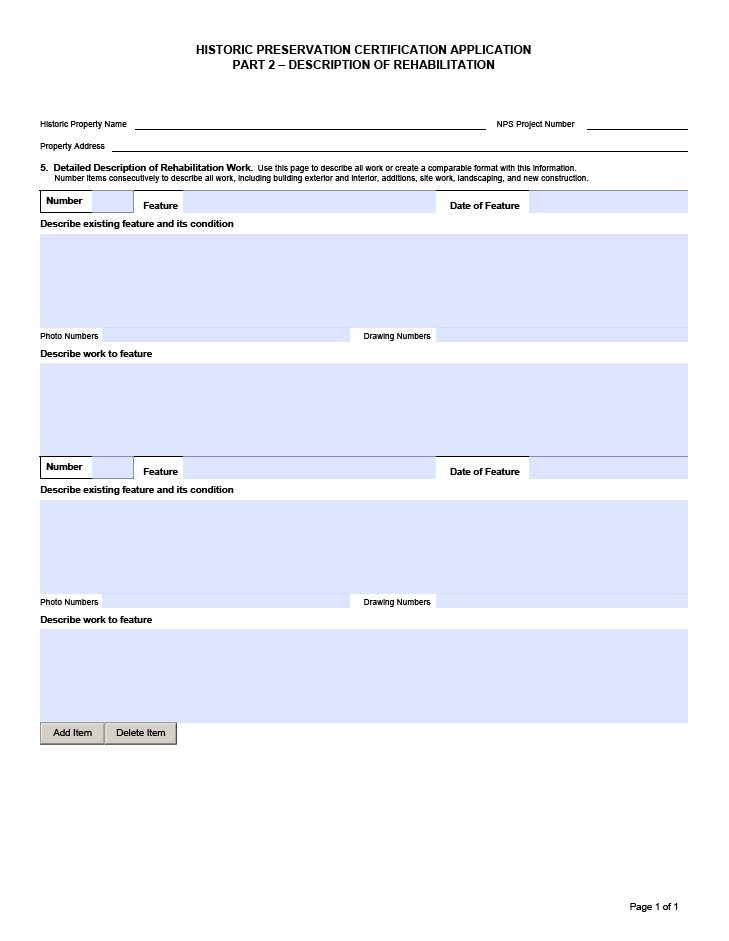 HISTORIC PRESERVATION CERTIFICATION APPLICATION
PART 2 – DESCRIPTION OF REHABILITATION
Historic Property Name NPS Project Number
Property Address
5. Detailed Description of Rehabilitation Work. Use this page to describe all work or create a comparable format with this information.
Number items consecutively to describe all work, including building exterior and interior, additions, site work, landscaping, and new construction.
Number Feature Date of Feature
Describe existing feature and its condition
Photo Numbers Drawing Numbers
Describe work to feature
Number Feature Date of Feature
Describe existing feature and its condition
Photo Numbers Drawing Numbers
Describe work to feature
Add Item Delete Item
Page 1 of 1